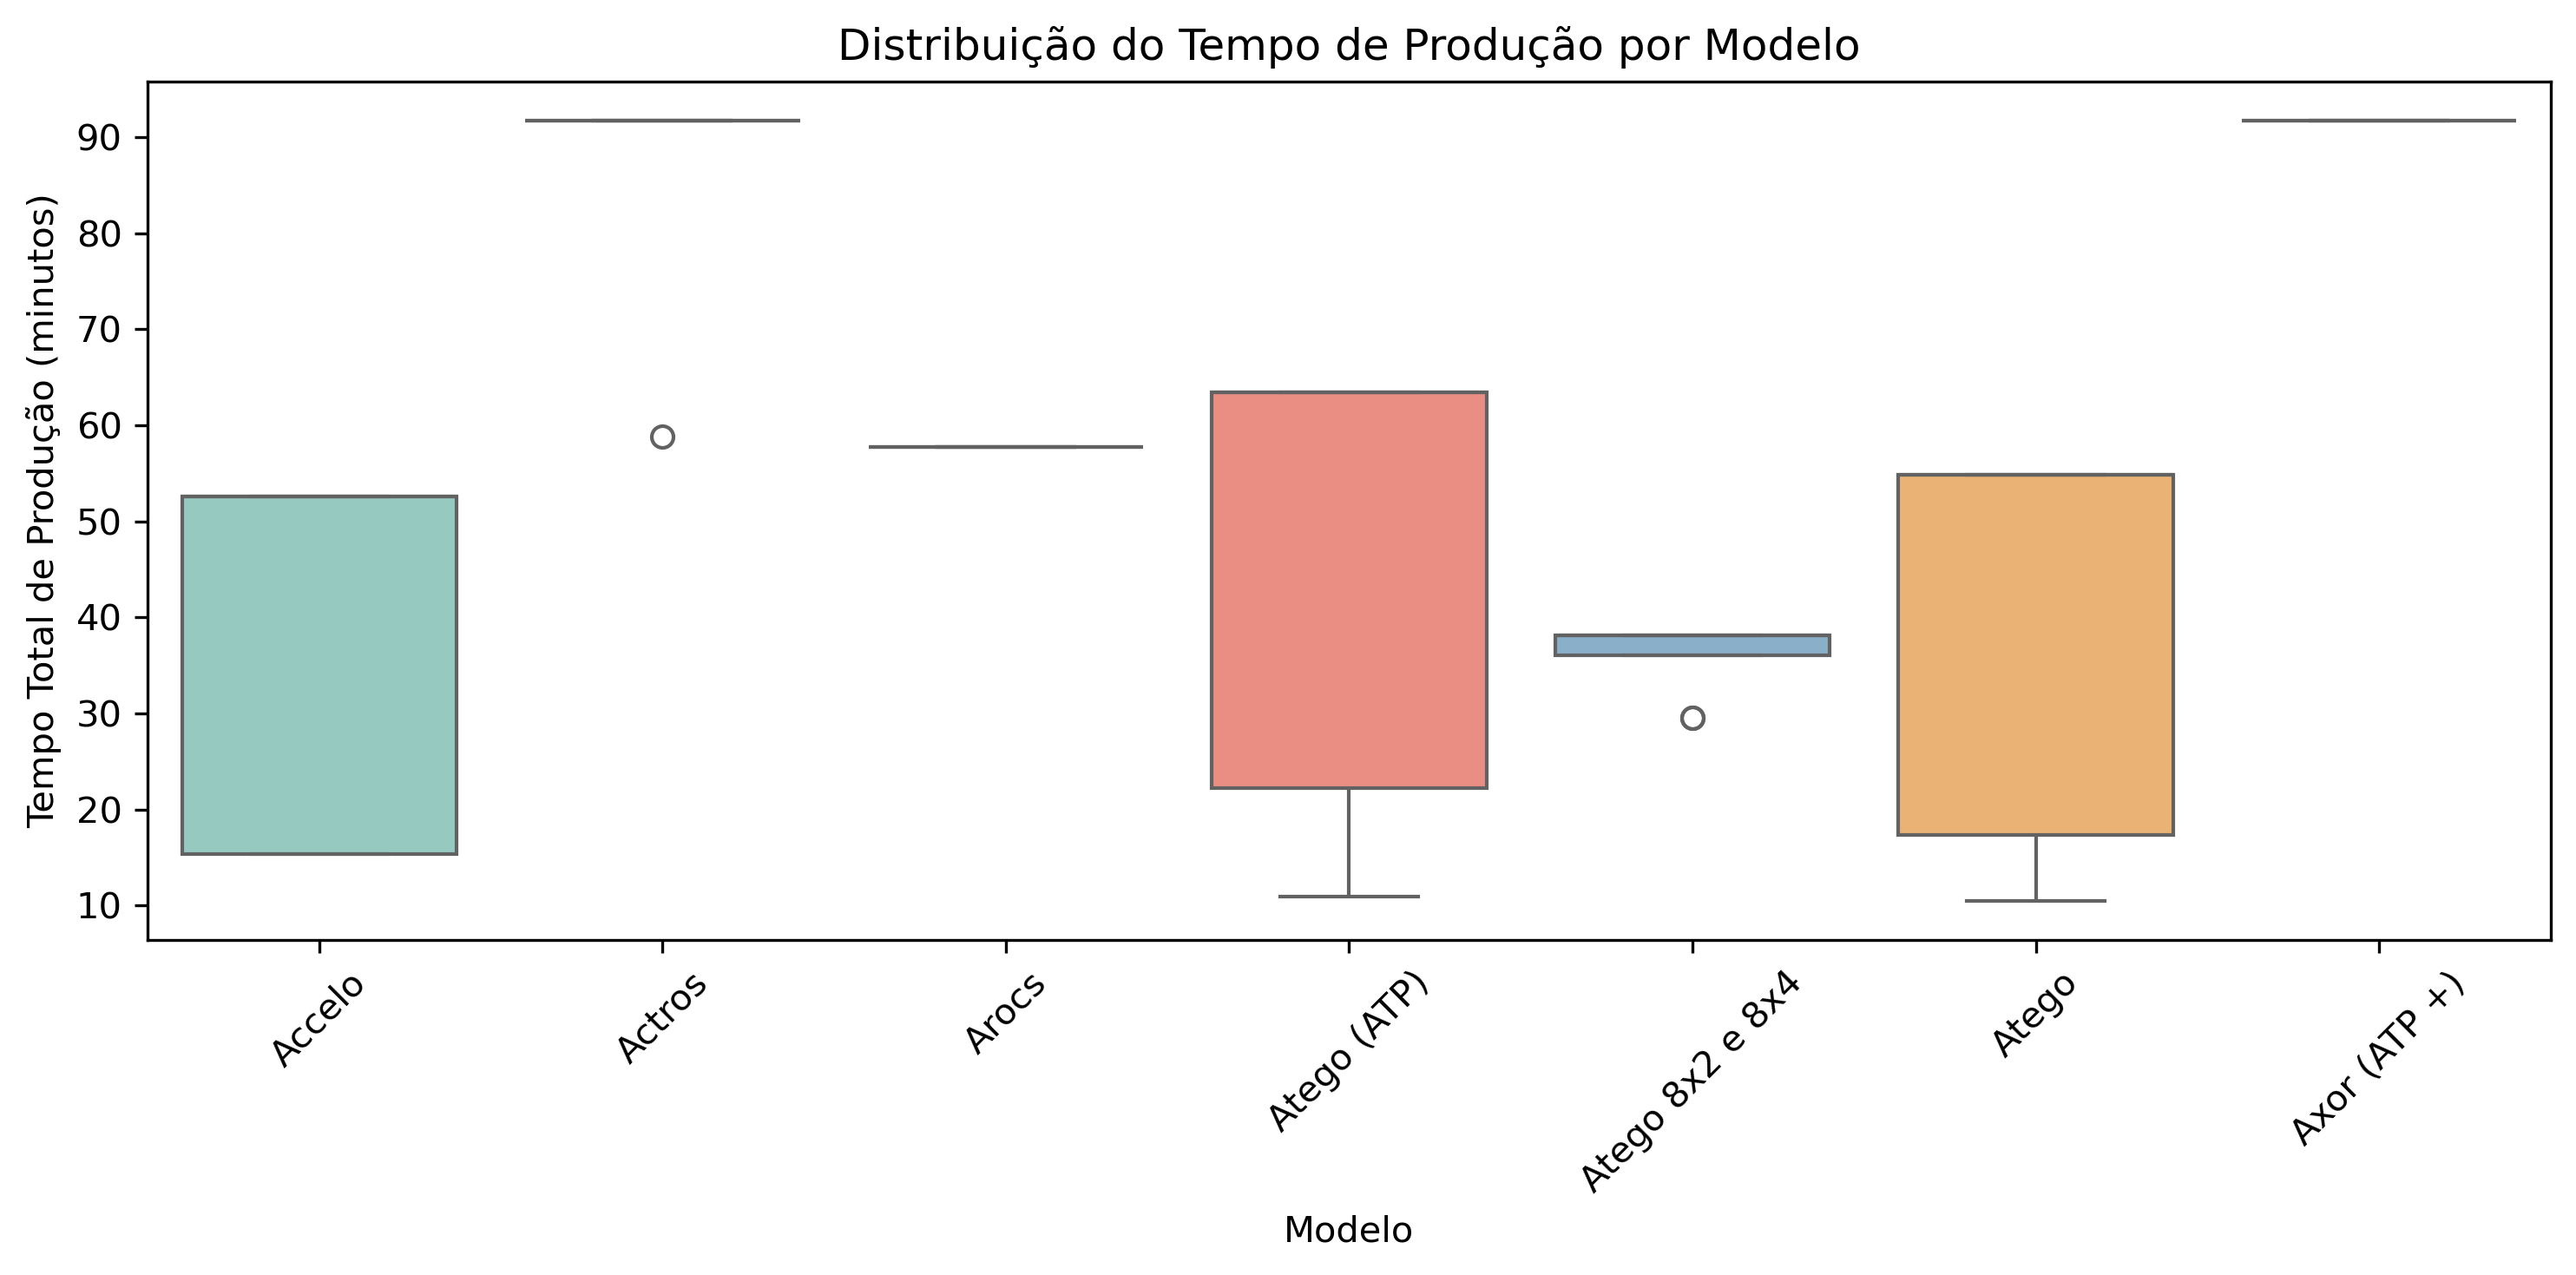 Distribuição do Tempo de Produção por Modelo
Tempo Total de Produção (minutos)
90
80
70
60
50
40
30
20
10
Accelo
Actros
Arocs
Atego (ATP)
Atego 8x2 e 8x4
Atego
Axor (ATP +)
Modelo